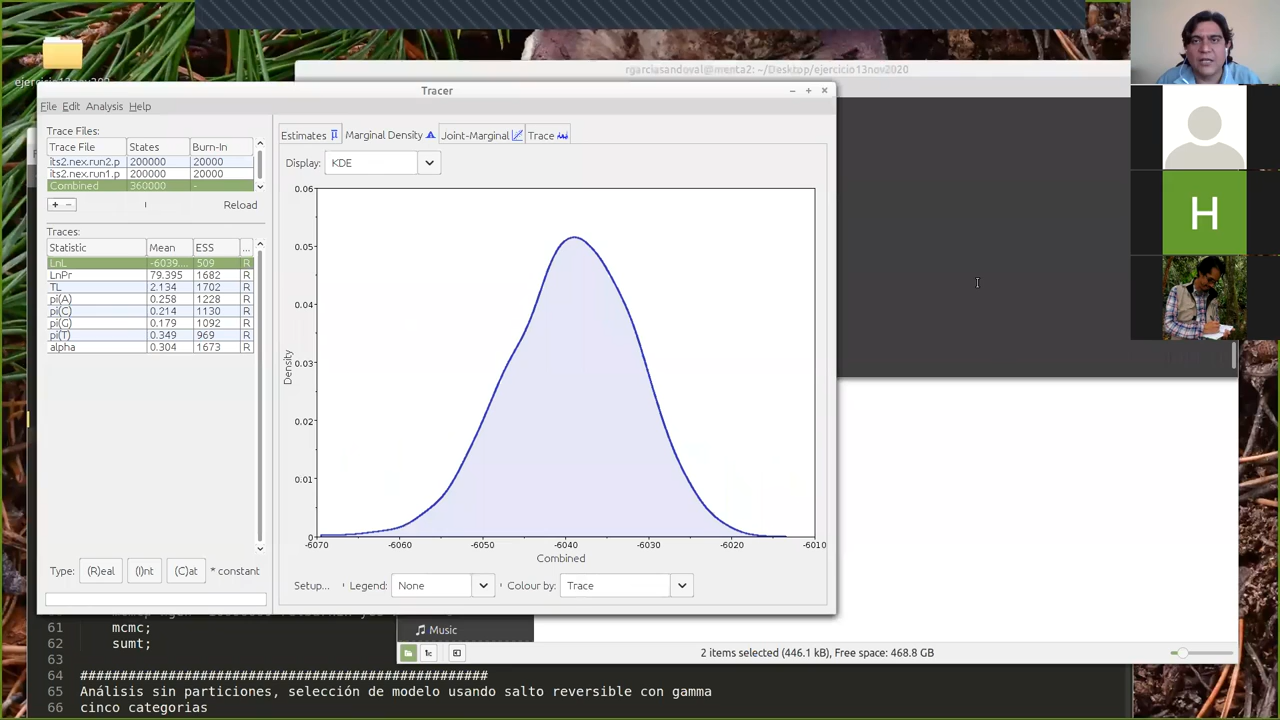 rgarciasandoval@menta2: ~/Desktop/ejercicio13nov2020
Tracer
File Edit Analysis Help
Trace Files:
Trace File States Burn-In
its2.nex.run2.p 200000 20000
its2.nex.run1.p 200000 20000
Combined 360000 -
+ - Reload
Traces:
Statistic Mean ESS ...
LnL -6039.... 509 R
LnPr 79.395 1682 R
TL 2.134 1702 R
pi(A) 0.258 1228 R
pi(C) 0.214 1130 R
pi(G) 0.179 1092 R
pi(T) 0.349 969 R
alpha 0.304 1673 R
Type: (R)eal (I)nt (C)at * constant
Estimates Marginal Density Joint-Marginal Trace
Display: KDE
0.06
0.05
0.04
0.03
0.02
0.01
0
Density
-6070 -6060 -6050 -6040 -6030 -6020 -6010
Combined
Setup... Legend: None Colour by: Trace
H
Music
2 items selected (446.1 kB), Free space: 468.8 GB
61 mcmc;
62 sumt;
63
64 ##################################################
65 Análisis sin particiones, selección de modelo usando salto reversible con gamma
66 cinco categorias